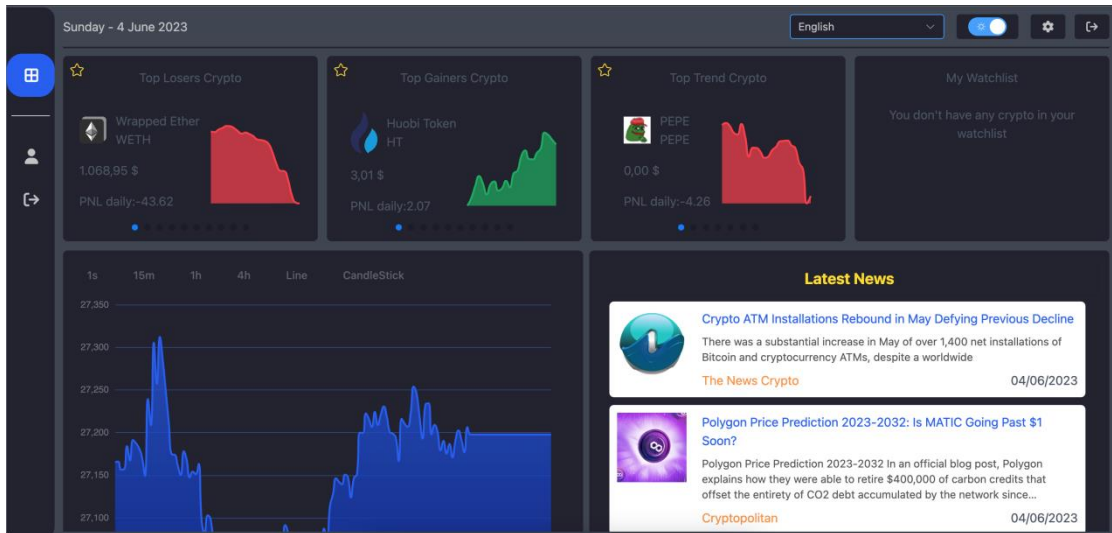 Sunday - 4 June 2023
English
Top Losers Crypto
Wrapped Ether
WETH
1.068,95 $
PNL daily:-43.62
Top Gainers Crypto
Huobi Token
HT
3,01 $
PNL daily:2.07
Top Trend Crypto
PEPE
PEPE
0,00 $
PNL daily:-4.26
My Watchlist
You don't have any crypto in your
watchlist
1s 15m 1h 4h Line CandleStick
27,350
27,300
27,250
27,200
27,150
27,100
Latest News
Crypto ATM Installations Rebound in May Defying Previous Decline
There was a substantial increase in May of over 1,400 net installations of
Bitcoin and cryptocurrency ATMs, despite a worldwide
The News Crypto 04/06/2023
Polygon Price Prediction 2023-2032: Is MATIC Going Past $1
Soon?
Polygon Price Prediction 2023-2032 In an official blog post, Polygon
explains how they were able to retire $400,000 of carbon credits that
offset the entirety of CO2 debt accumulated by the network since...
Cryptopolitan 04/06/2023